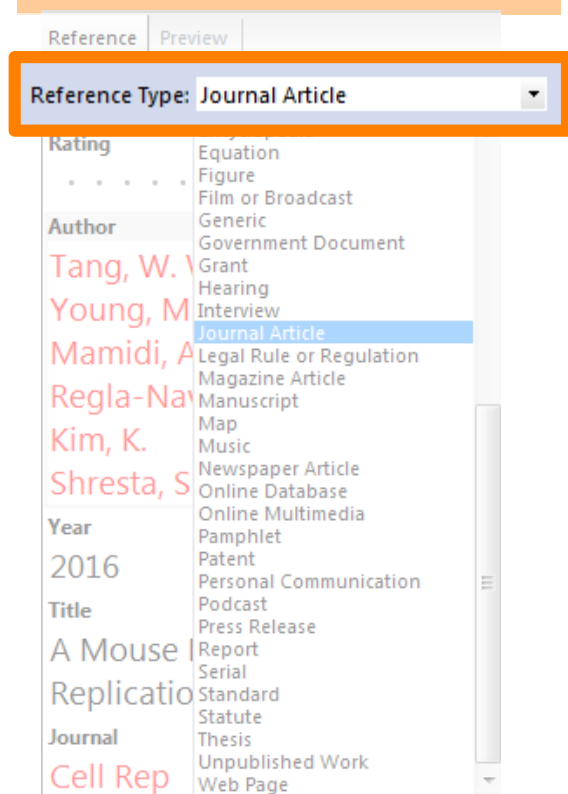 Reference Preview
Reference Type: Journal Article
Rating
Equation
Figure
Film or Broadcast
Generic
Government Document
Grant
Hearing
Interview
Journal Article
Legal Rule or Regulation
Magazine Article
Manuscript
Map
Music
Newspaper Article
Online Database
Online Multimedia
Pamphlet
Patent
Personal Communication
Podcast
Press Release
Report
Serial
Standard
Statute
Thesis
Unpublished Work
Web Page
Author
Tang, W.
Young, M
Mamidi, A
Regla-Nav
Kim, K.
Shresta, S
Year
2016
Title
A Mouse
Replicatio
Journal
Cell Rep